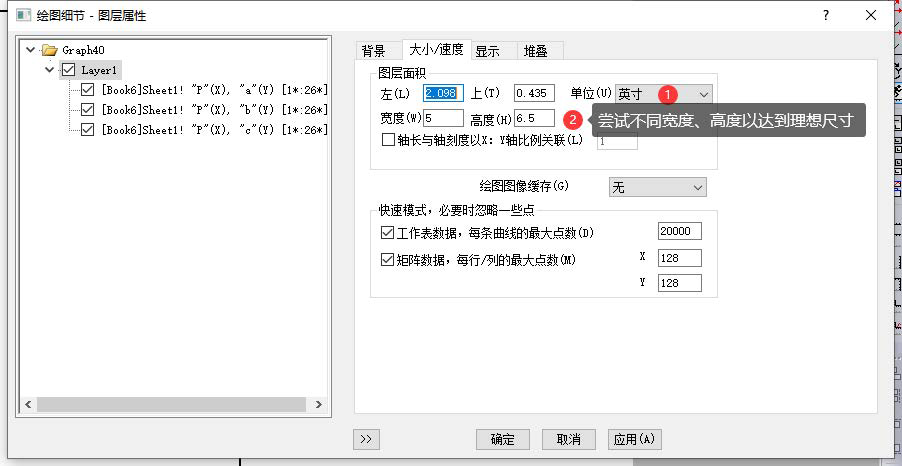 绘图细节 - 图层属性
?
Graph40
Layer1
[Book6]Sheet1! "P"(X), "a"(Y) [1*:26*]
[Book6]Sheet1! "P"(X), "b"(Y) [1*:26*]
[Book6]Sheet1! "P"(X), "c"(Y) [1*:26*]
背景 大小/速度 显示 堆叠
图层面积
左(L) 2.098 上(T) 0.435 单位(U) 英寸 1
宽度(W) 5 高度(H) 6.5 2 尝试不同宽度、高度以达到理想尺寸
轴长与轴刻度以X: Y轴比例关联(L) 1
绘图图像缓存(G) 无
快速模式，必要时忽略一些点
工作表数据，每条曲线的最大点数(D) 20000
矩阵数据，每行/列的最大点数(M) X 128
Y 128
>> 确定 取消 应用(A)